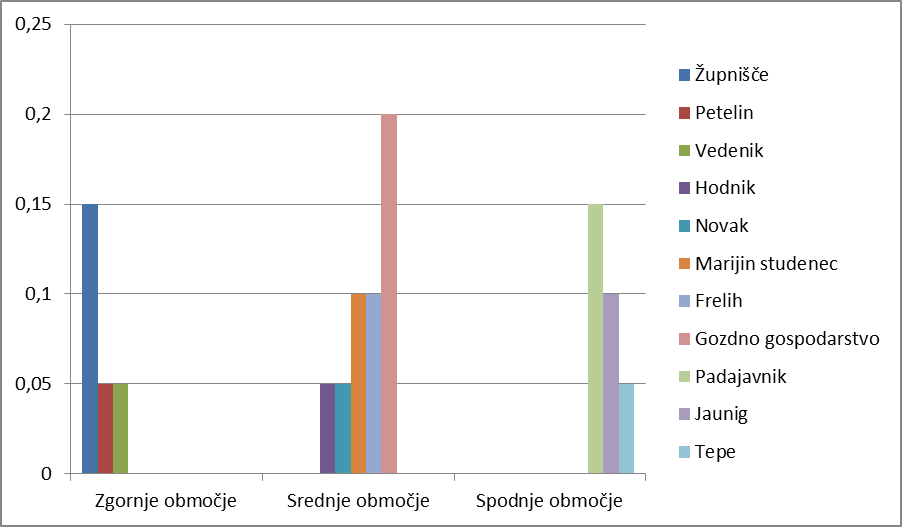 0,25
0,2
0,15
0,1
0,05
0
Zgornje območje
Srednje območje
Spodnje območje
Župnišče
Petelin
Vedenik
Hodnik
Novak
Marijin studenec
Frelih
Gozdno gospodarstvo
Padajavnik
Jaunig
Tepe